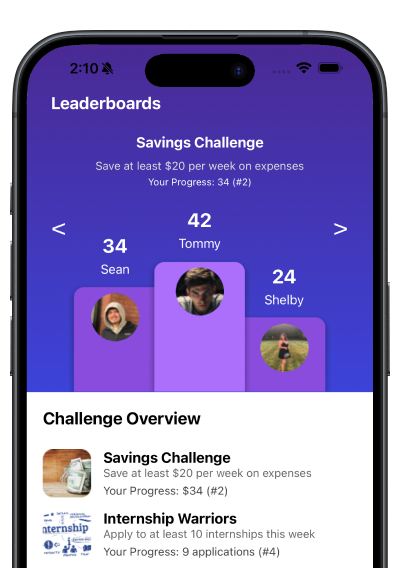 2:10
Leaderboards
Savings Challenge
Save at least $20 per week on expenses
Your Progress: 34 (#2)
<
>
42
Tommy
34
Sean
24
Shelby
Challenge Overview
Savings Challenge
Save at least $20 per week on expenses
Your Progress: $34 (#2)
Internship Warriors
Apply to at least 10 internships this week
Your Progress: 9 applications (#4)